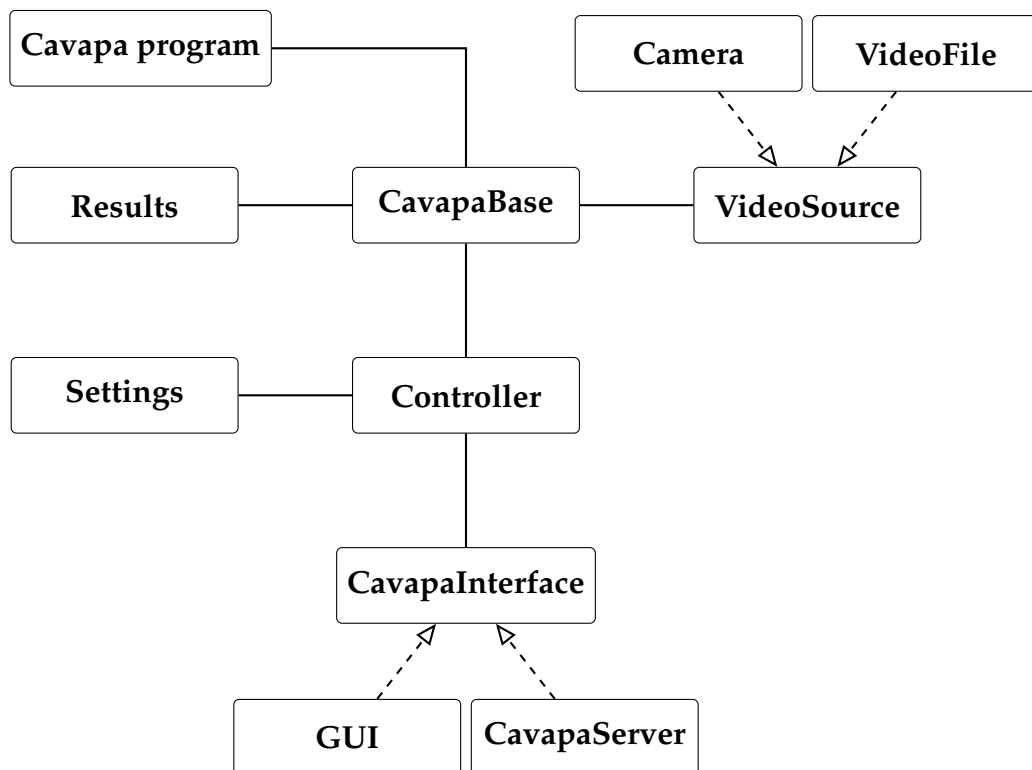 Cavapa program
Camera
VideoFile
Results
CavapaBase
VideoSource
Settings
Controller
CavapaInterface
GUI
CavapaServer